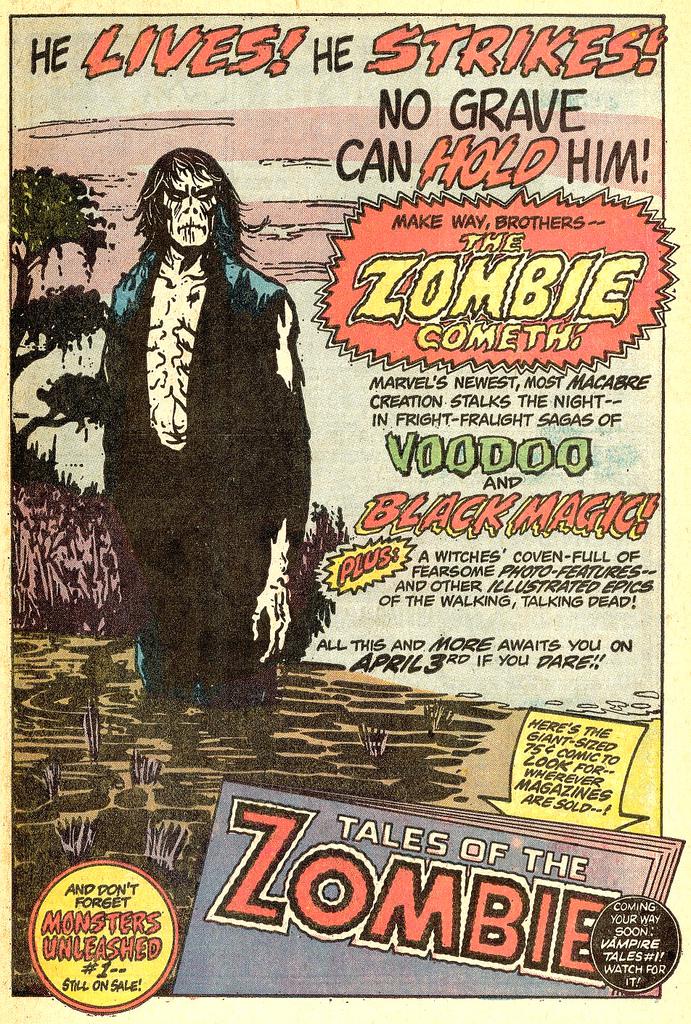 HE LIVES! HE STRIKES!
NO GRAVE
CAN HOLD HIM!
MAKE WAY, BROTHERS--
THE
ZOMBIE
COMETH!
MARVEL'S NEWEST, MOST MACABRE
CREATION STALKS THE NIGHT--
IN FRIGHT-FRAUGHT SAGAS OF
VOODOO
AND
BLACK MAGIC!
PLUS:
A WITCHES' COVEN-FULL OF
FEARSOME PHOTO-FEATURES--
AND OTHER ILLUSTRATED EPICS
OF THE WALKING, TALKING DEAD!
ALL THIS AND MORE AWAITS YOU ON
APRIL 3RD IF YOU DARE!!
HERE'S THE
GIANT-SIZED
75¢ COMIC TO
LOOK FOR--
WHEREVER
MAGAZINES
ARE SOLD--!
TALES OF THE
ZOMBIE
AND DON'T
FORGET
MONSTERS
UNLEASHED
#1--
STILL ON SALE!
COMING
YOUR WAY
SOON:
VAMPIRE
TALES #1!
WATCH FOR
IT!